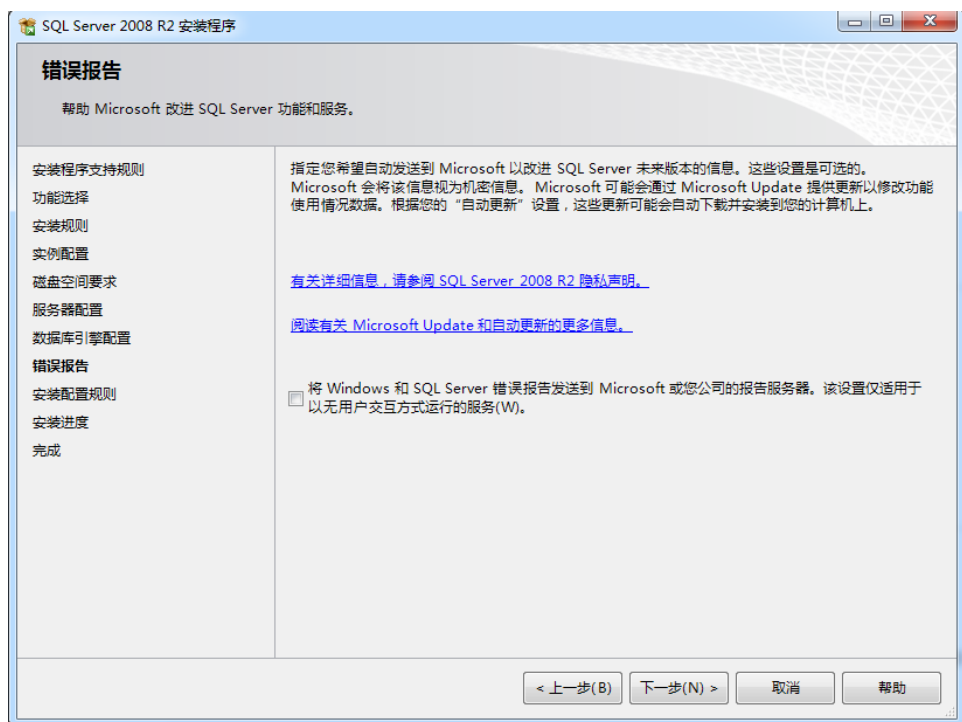 SQL Server 2008 R2 安装程序
错误报告
帮助 Microsoft 改进 SQL Server 功能和服务。
安装程序支持规则
功能选择
安装规则
实例配置
磁盘空间要求
服务器配置
数据库引擎配置
错误报告
安装配置规则
安装进度
完成
指定您希望自动发送到 Microsoft 以改进 SQL Server 未来版本的信息。这些设置是可选的。
Microsoft 会将该信息视为机密信息。 Microsoft 可能会通过 Microsoft Update 提供更新以修改功能
使用情况数据。根据您的“自动更新”设置，这些更新可能会自动下载并安装到您的计算机上。
有关详细信息，请参阅 SQL Server 2008 R2 隐私声明。
阅读有关 Microsoft Update 和自动更新的更多信息。
将 Windows 和 SQL Server 错误报告发送到 Microsoft 或您公司的报告服务器。该设置仅适用于
以无用户交互方式运行的服务(W)。
< 上一步(B)
下一步(N) >
取消
帮助